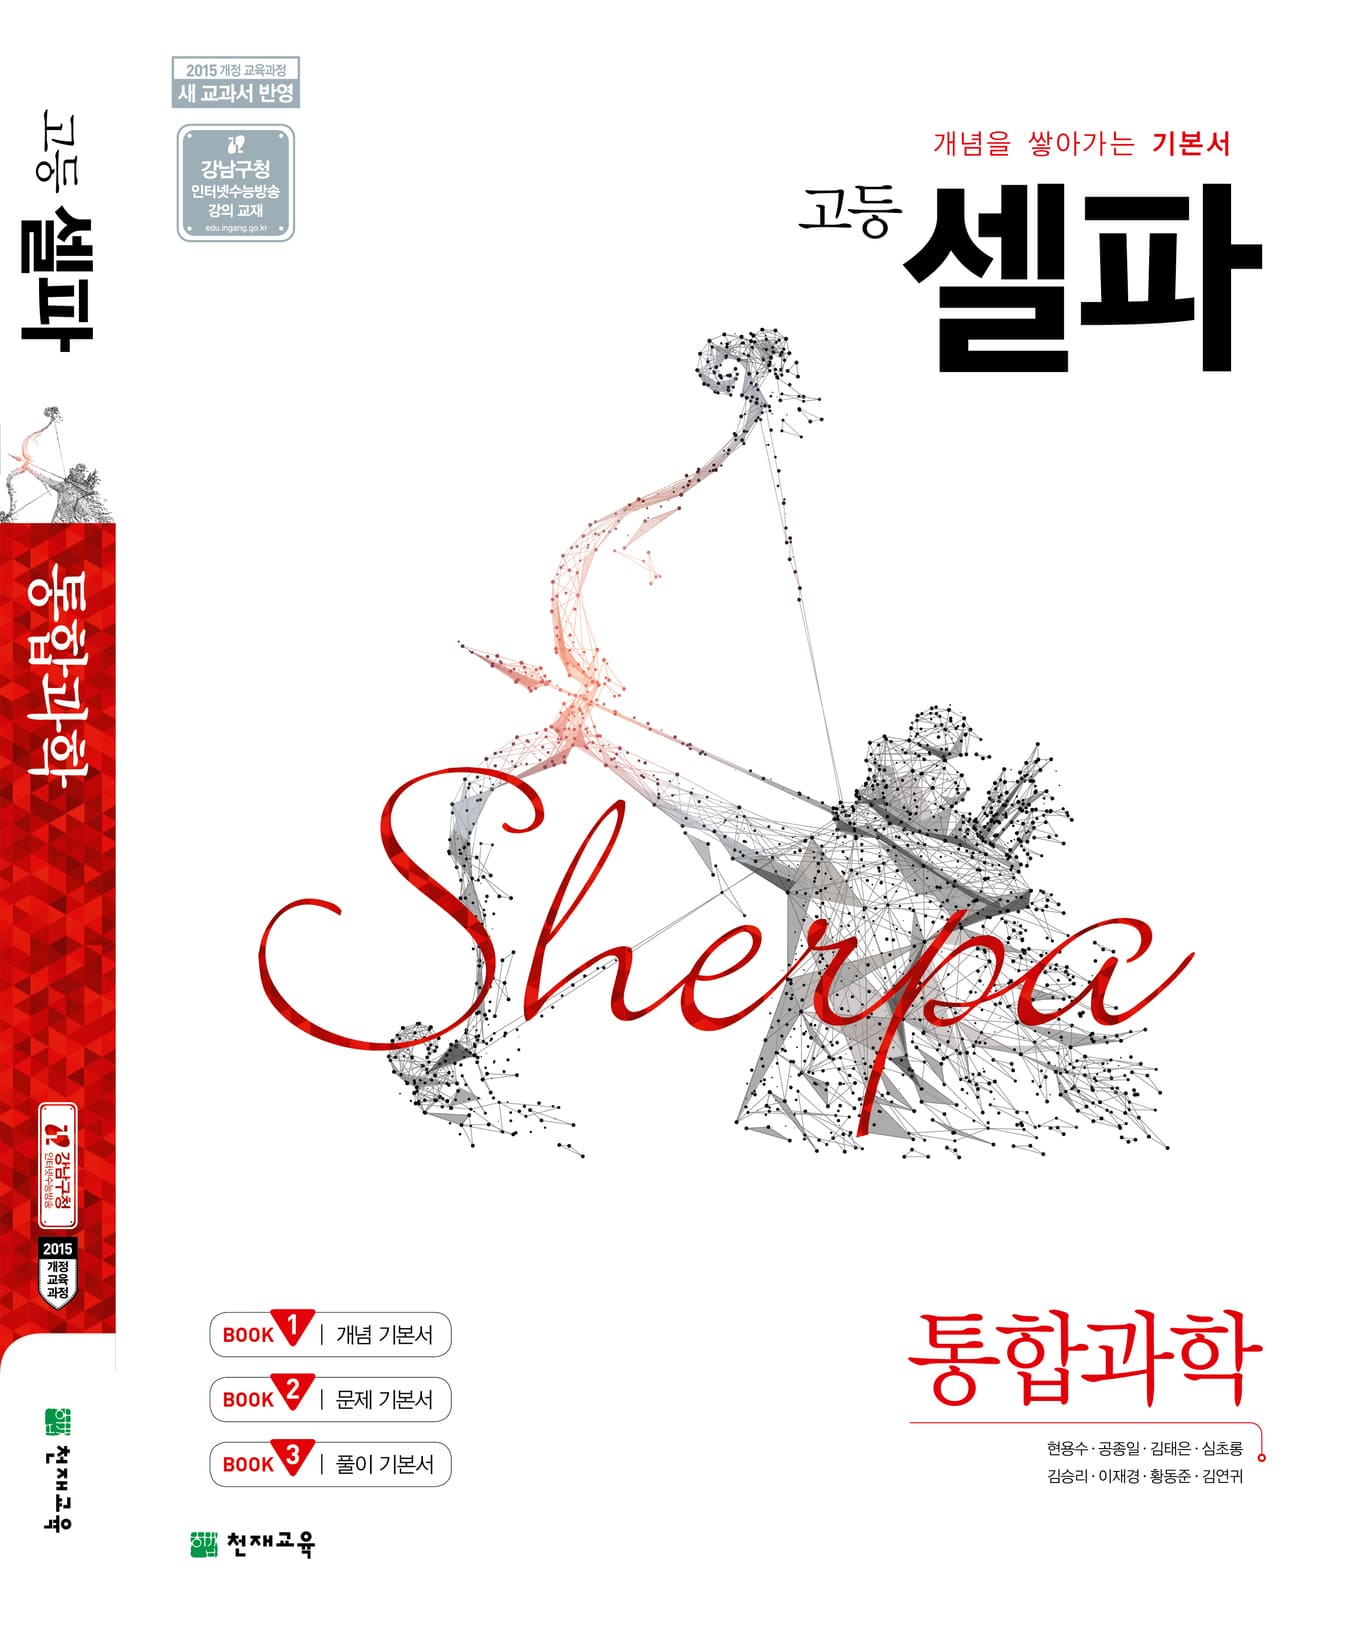 고등 셀파
통합과학
강남구청
인터넷수능방송
2015
개정
교육
과정
천재교육
2015 개정 교육과정
새 교과서 반영
강남구청
인터넷수능방송
강의 교재
edu.ingang.go.kr
개념을 쌓아가는 기본서
고등 셀파
Sherpa
BOOK 1 | 개념 기본서
BOOK 2 | 문제 기본서
BOOK 3 | 풀이 기본서
천재교육
통합과학
현용수·공종일·김태은·심초롱
김승리·이재경·황동준·김연귀